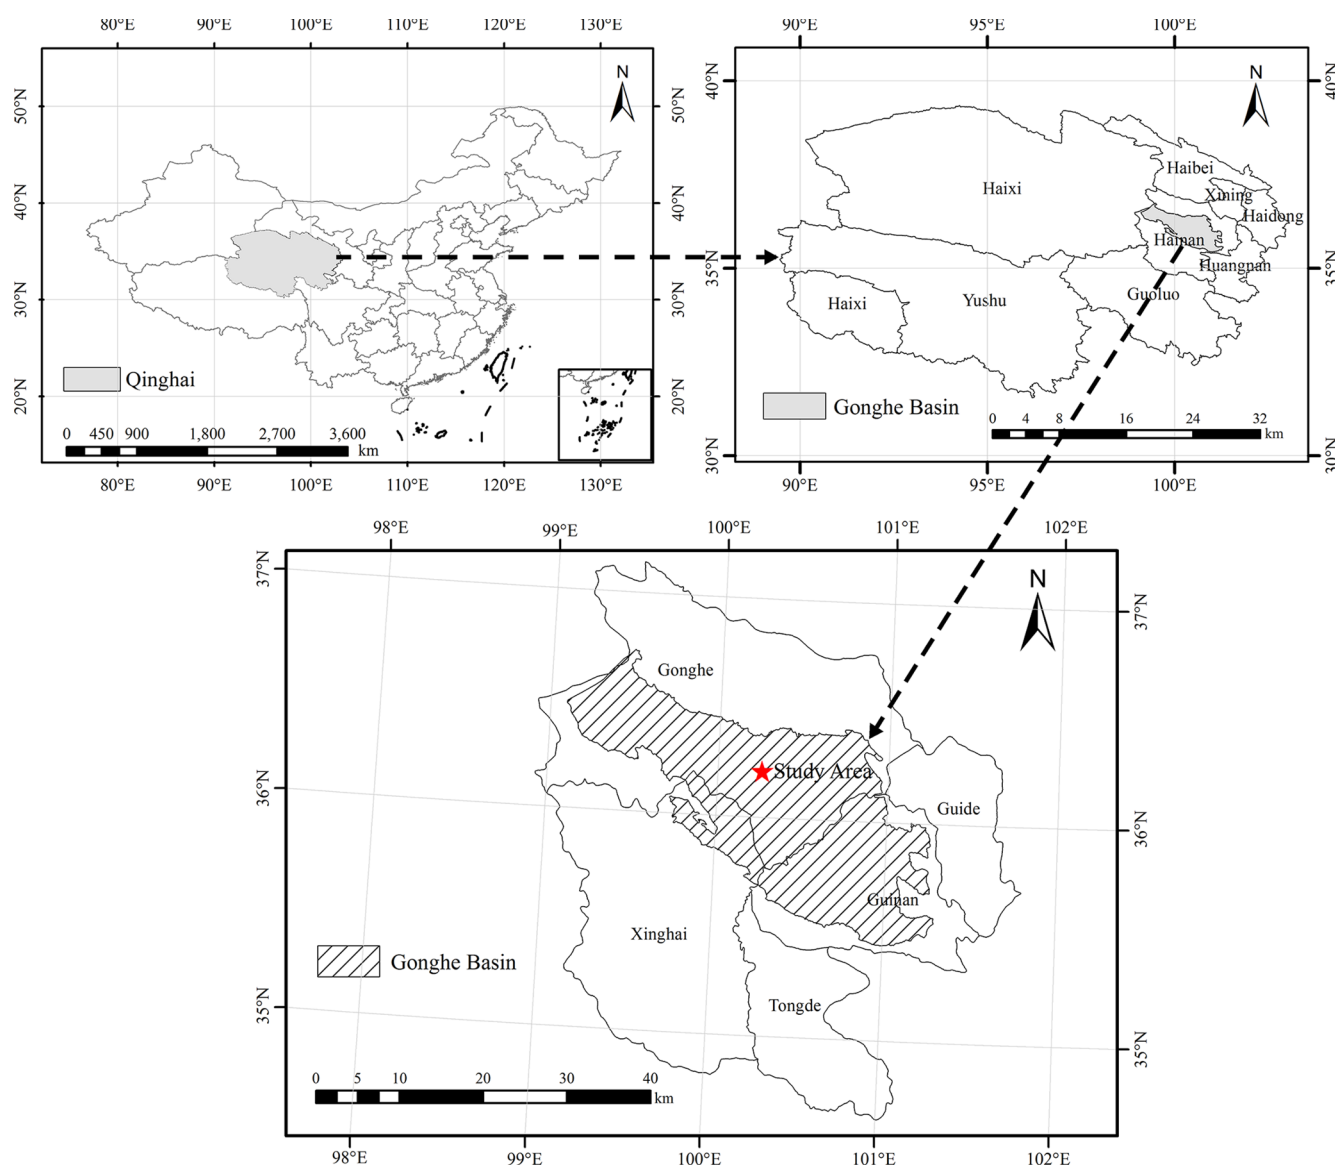 80°E 90°E 100°E 110°E 120°E 130°E
50°N 50°N
40°N 40°N
30°N 30°N
20°N 20°N
N
Qinghai
0 450 900 1,800 2,700 3,600
km
80°E 90°E 100°E 110°E 120°E 130°E
90°E 95°E 100°E
40°N 40°N
35°N 35°N
30°N 30°N
N
Haibei
Haixi
Xining
Haidong
Hainan
Huangnan
Haixi
Yushu
Guoluo
Gonghe Basin
0 4 8 16 24 32
km
90°E 95°E 100°E
98°E 99°E 100°E 101°E 102°E
37°N 37°N
36°N 36°N
35°N 35°N
N
Gonghe
Study Area
Guide
Guinan
Xinghai
Gonghe Basin
Tongde
0 5 10 20 30 40
km
98°E 99°E 100°E 101°E 102°E